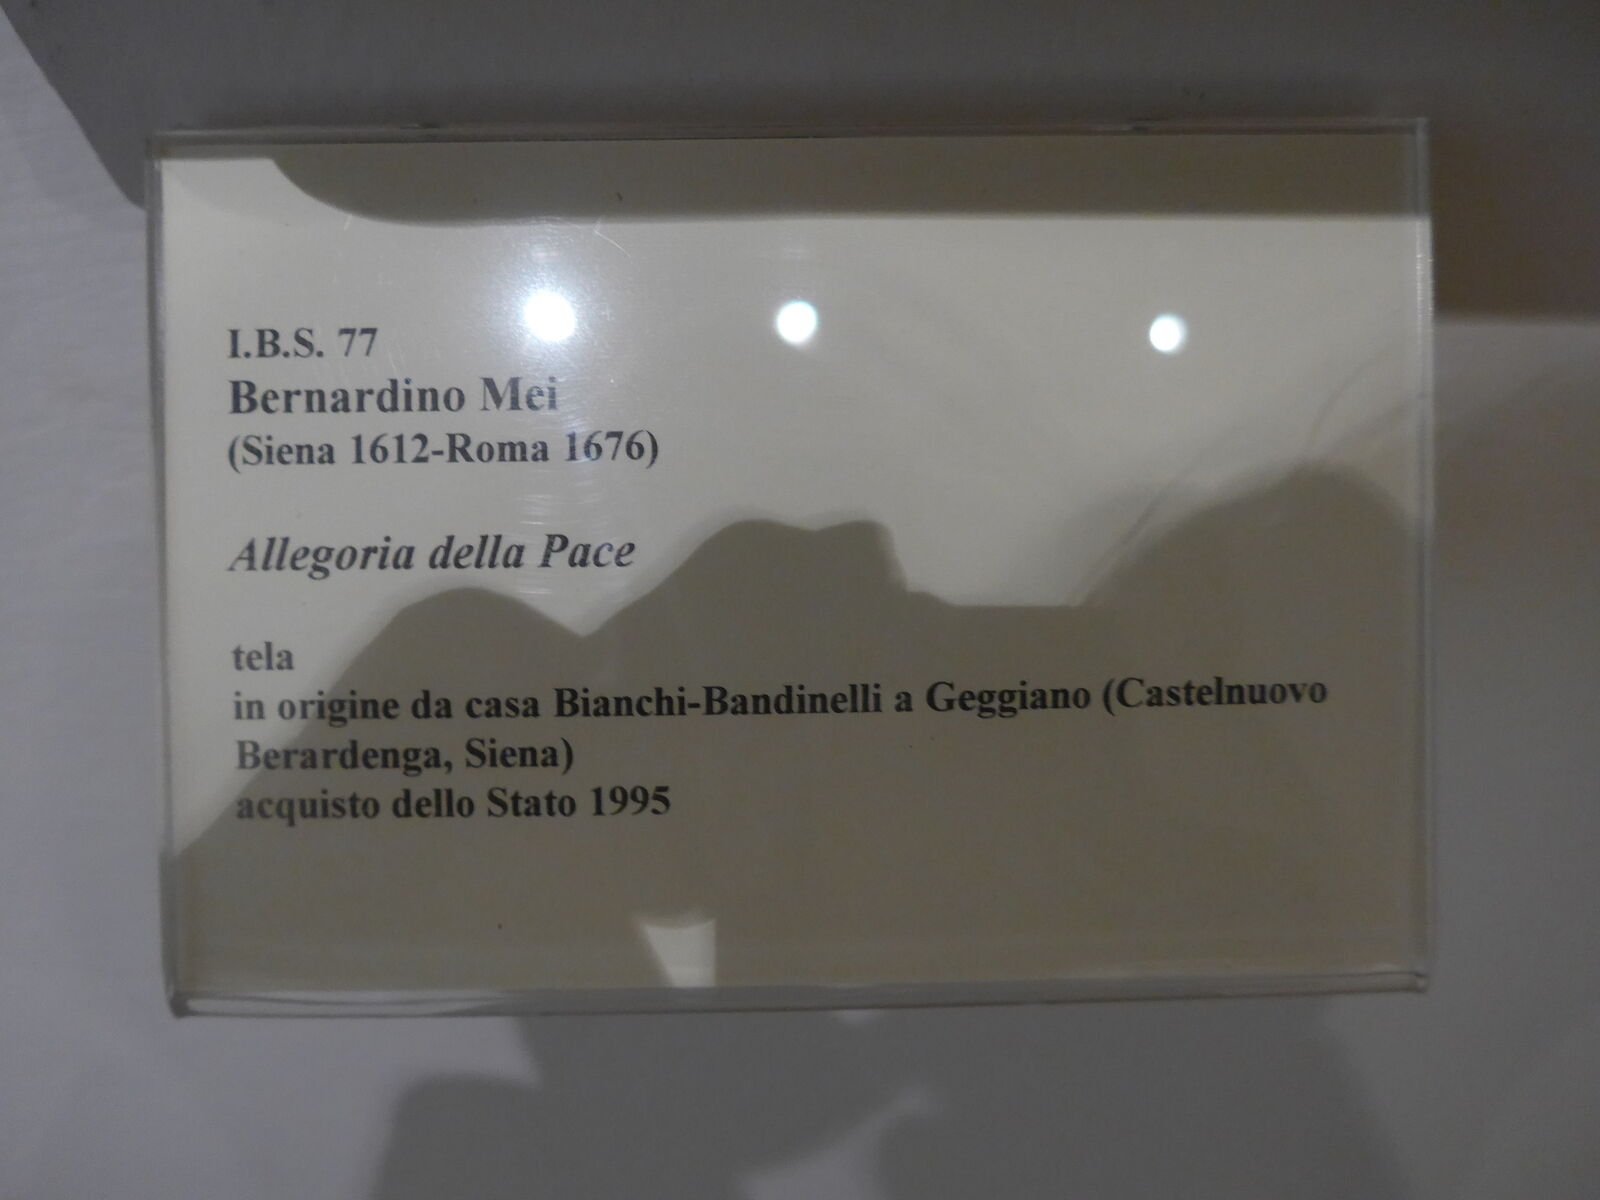 I.B.S. 77
Bernardino Mei
(Siena 1612-Roma 1676)
Allegoria della Pace
tela
in origine da casa Bianchi-Bandinelli a Geggiano (Castelnuovo
Berardenga, Siena)
acquisto dello Stato 1995